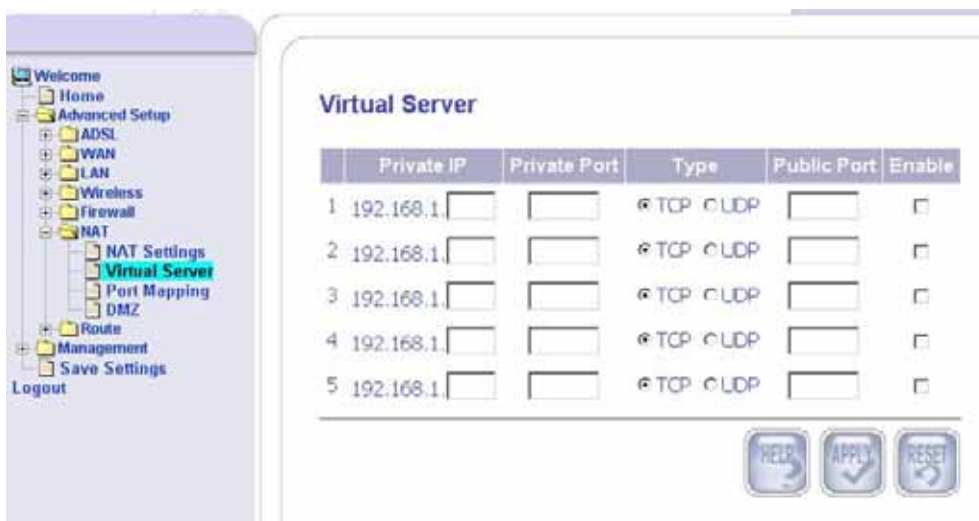 Welcome
Home
Advanced Setup
ADSL
WAN
LAN
Wireless
Firewall
NAT
NAT Settings
Virtual Server
Port Mapping
DMZ
Route
Management
Save Settings
Logout
Virtual Server
Private IP Private Port Type Public Port Enable
1 192.168.1. TCP UDP
2 192.168.1. TCP UDP
3 192.168.1. TCP UDP
4 192.168.1. TCP UDP
5 192.168.1. TCP UDP
HELP APPLY RESET